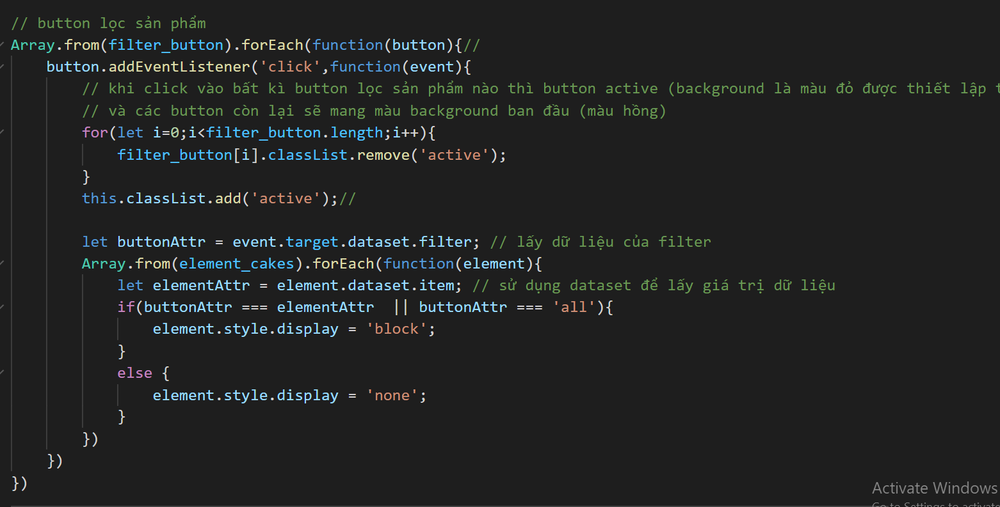 // button lọc sản phẩm
Array.from(filter_button).forEach(function(button){//
button.addEventListener('click',function(event){
// khi click vào bất kì button lọc sản phẩm nào thì button active (background là màu đỏ được thiết lập
// và các button còn lại sẽ mang màu background ban đầu (màu hồng)
for(let i=0;i<filter_button.length;i++){
filter_button[i].classList.remove('active');
}
this.classList.add('active');//
let buttonAttr = event.target.dataset.filter; // lấy dữ liệu của filter
Array.from(element_cakes).forEach(function(element){
let elementAttr = element.dataset.item; // sử dụng dataset để lấy giá trị dữ liệu
if(buttonAttr === elementAttr  || buttonAttr === 'all'){
element.style.display = 'block';
}
else {
element.style.display = 'none';
}
})
})
})
Activate Windows
Go to Settings to activate